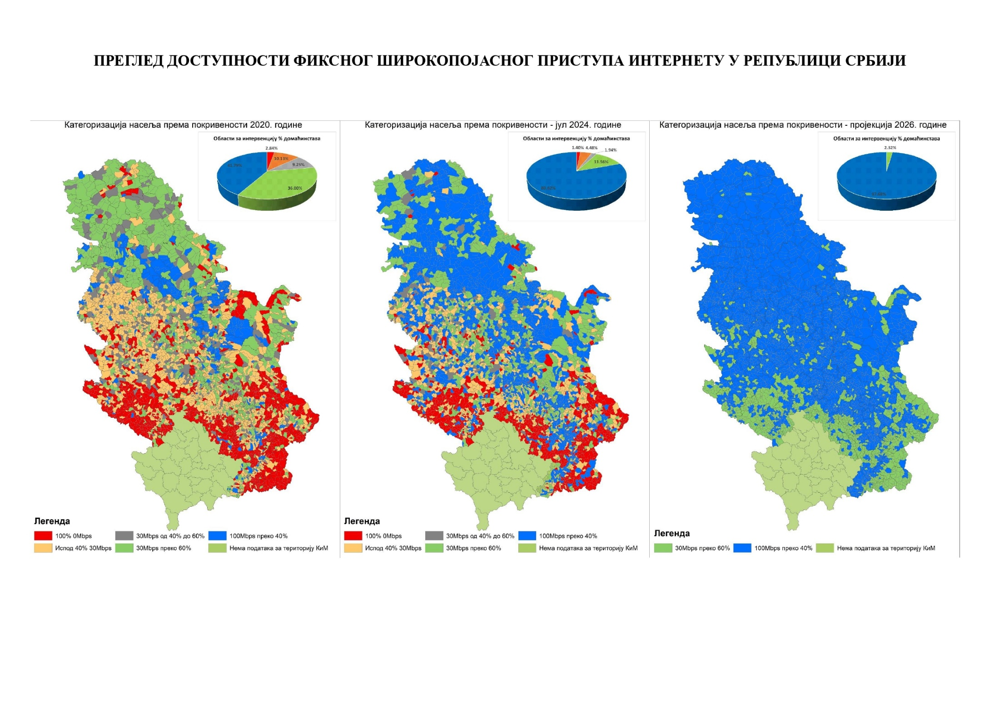 ПРЕГЛЕД ДОСТУПНОСТИ ФИКСНОГ ШИРОКОПОЈАСНОГ ПРИСТУПА ИНТЕРНЕТУ У РЕПУБЛИЦИ СРБИЈИ
Категоризација насеља према покривености 2020. године
Области за интервенцију % домаћинстава
2.84%
10.13%
9.25%
41.79%
36.00%
Легенда
100% 0Mbps
30Mbps од 40% до 60%
100Mbps преко 40%
Испод 40% 30Mbps
30Mbps преко 60%
Нема података за територију КиМ
Категоризација насеља према покривености - јул 2024. године
Области за интервенцију % домаћинстава
1.40% 4.48% 1.94%
11.56%
80.62%
Легенда
100% 0Mbps
30Mbps од 40% до 60%
100Mbps преко 40%
Испод 40% 30Mbps
30Mbps преко 60%
Нема података за територију КиМ
Категоризација насеља према покривености - пројекција 2026. године
Области за интервенцију % домаћинстава
2.32%
97.68%
Легенда
30Mbps преко 60%
100Mbps преко 40%
Нема података за територију КиМ